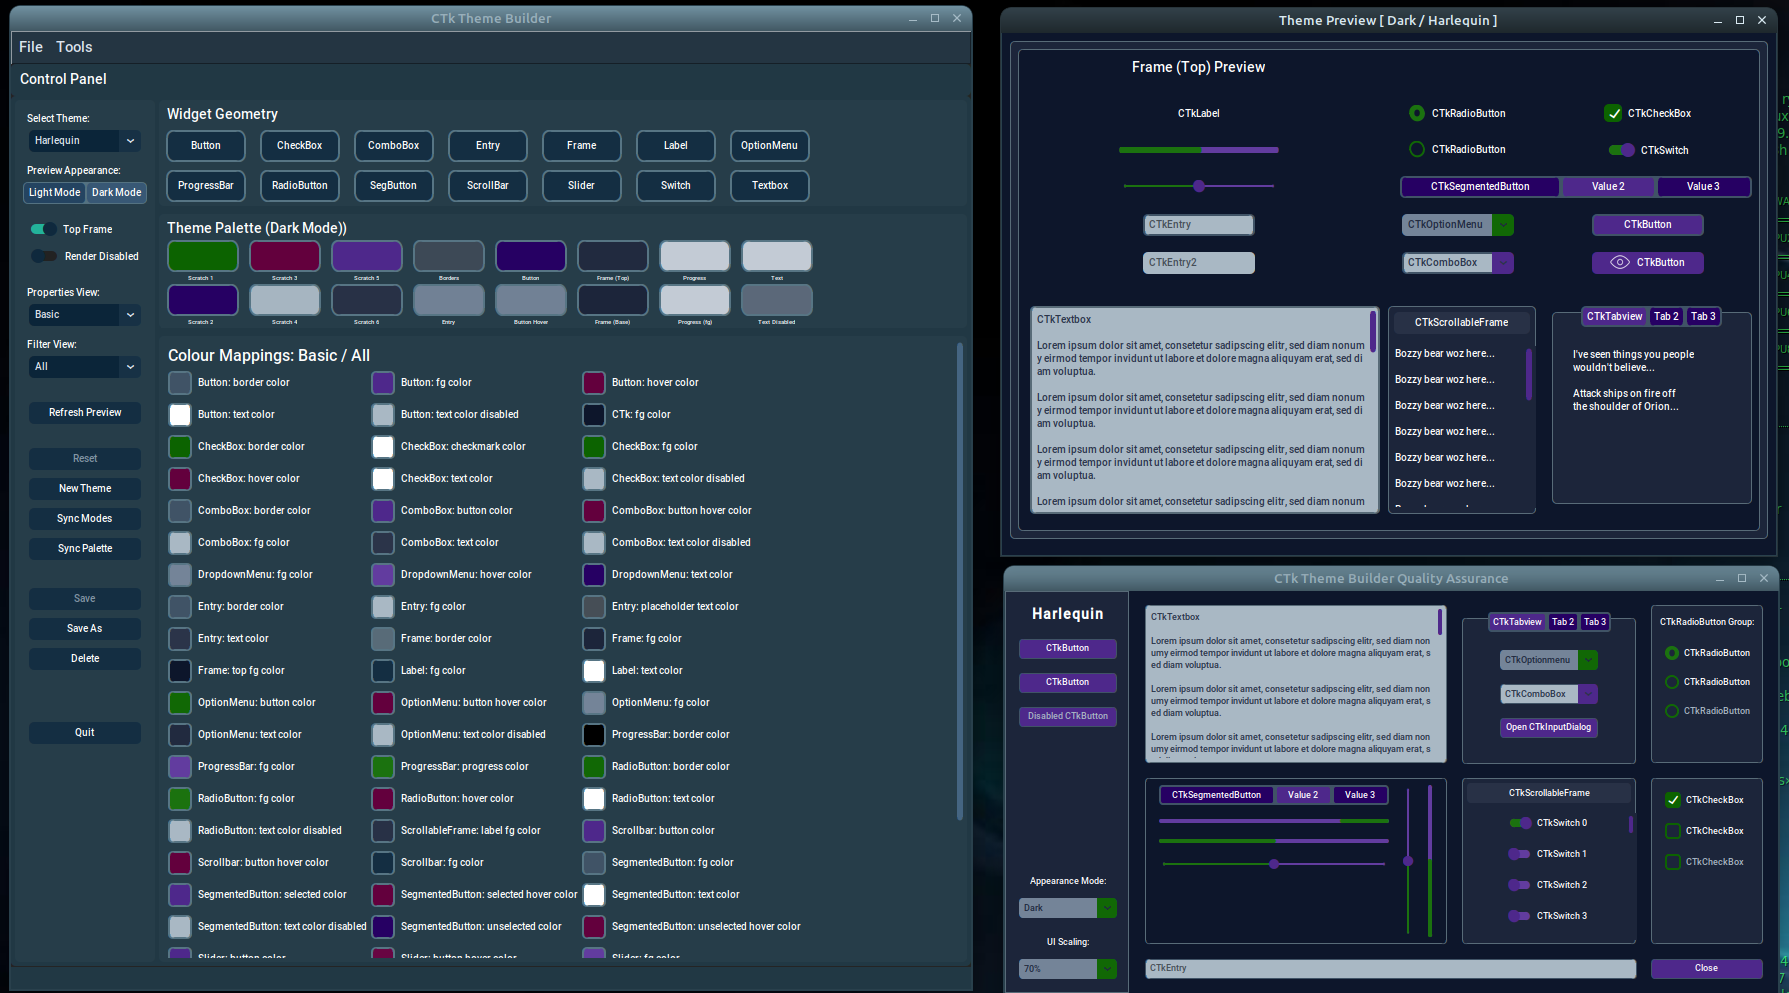 CTk Theme Builder
File Tools
Control Panel
Select Theme:
Harlequin
Preview Appearance:
Light Mode Dark Mode
Top Frame
Render Disabled
Properties View:
Basic
Filter View:
All
Refresh Preview
Reset
New Theme
Sync Modes
Sync Palette
Save
Save As
Delete
Quit
Widget Geometry
Button CheckBox ComboBox Entry Frame Label OptionMenu
ProgressBar RadioButton SegButton ScrollBar Slider Switch Textbox
Theme Palette (Dark Mode))
Scratch 1 Scratch 3 Scratch 5 Borders Button Frame (Top) Progress Text
Scratch 2 Scratch 4 Scratch 6 Entry Button Hover Frame (Base) Progress (fg) Text Disabled
Colour Mappings: Basic / All
Button: border color Button: fg color Button: hover color
Button: text color Button: text color disabled CTk: fg color
CheckBox: border color CheckBox: checkmark color CheckBox: fg color
CheckBox: hover color CheckBox: text color CheckBox: text color disabled
ComboBox: border color ComboBox: button color ComboBox: button hover color
ComboBox: fg color ComboBox: text color ComboBox: text color disabled
DropdownMenu: fg color DropdownMenu: hover color DropdownMenu: text color
Entry: border color Entry: fg color Entry: placeholder text color
Entry: text color Frame: border color Frame: fg color
Frame: top fg color Label: fg color Label: text color
OptionMenu: button color OptionMenu: button hover color OptionMenu: fg color
OptionMenu: text color OptionMenu: text color disabled ProgressBar: border color
ProgressBar: fg color ProgressBar: progress color RadioButton: border color
RadioButton: fg color RadioButton: hover color RadioButton: text color
RadioButton: text color disabled ScrollableFrame: label fg color Scrollbar: button color
Scrollbar: button hover color Scrollbar: fg color SegmentedButton: fg color
SegmentedButton: selected color SegmentedButton: selected hover color SegmentedButton: text color
SegmentedButton: text color disabled SegmentedButton: unselected color SegmentedButton: unselected hover color
Slider: button color Slider: button hover color Slider: fg color
Theme Preview [ Dark / Harlequin ]
Frame (Top) Preview
CTkLabel CTkRadioButton CTkCheckBox
CTkRadioButton CTkSwitch
CTkSegmentedButton Value 2 Value 3
CTkEntry CTkOptionMenu CTkButton
CTkEntry2 CTkComboBox CTkButton
CTkTextbox
Lorem ipsum dolor sit amet, consetetur sadipscing elitr, sed diam nonum
y eirmod tempor invidunt ut labore et dolore magna aliquyam erat, sed di
am voluptua.
Lorem ipsum dolor sit amet, consetetur sadipscing elitr, sed diam nonum
y eirmod tempor invidunt ut labore et dolore magna aliquyam erat, sed di
am voluptua.
Lorem ipsum dolor sit amet, consetetur sadipscing elitr, sed diam nonum
y eirmod tempor invidunt ut labore et dolore magna aliquyam erat, sed di
am voluptua.
Lorem ipsum dolor sit amet, consetetur sadipscing elitr, sed diam nonum
CTkScrollableFrame
Bozzy bear woz here...
Bozzy bear woz here...
Bozzy bear woz here...
Bozzy bear woz here...
Bozzy bear woz here...
Bozzy bear woz here...
CTkTabview Tab 2 Tab 3
I've seen things you people
wouldn't believe...
Attack ships on fire off
the shoulder of Orion...
CTk Theme Builder Quality Assurance
Harlequin
CTkButton
CTkButton
Disabled CTkButton
Appearance Mode:
Dark
UI Scaling:
70%
CTkTextbox
Lorem ipsum dolor sit amet, consetetur sadipscing elitr, sed diam non
umy eirmod tempor invidunt ut labore et dolore magna aliquyam erat, s
ed diam voluptua.
Lorem ipsum dolor sit amet, consetetur sadipscing elitr, sed diam non
umy eirmod tempor invidunt ut labore et dolore magna aliquyam erat, s
ed diam voluptua.
Lorem ipsum dolor sit amet, consetetur sadipscing elitr, sed diam non
umy eirmod tempor invidunt ut labore et dolore magna aliquyam erat, s
CTkTabview Tab 2 Tab 3
CTkOptionmenu
CTkComboBox
Open CTkInputDialog
CTkRadioButton Group:
CTkRadioButton
CTkRadioButton
CTkRadioButton
CTkSegmentedButton Value 2 Value 3
CTkScrollableFrame
CTkSwitch 0
CTkSwitch 1
CTkSwitch 2
CTkSwitch 3
CTkCheckBox
CTkCheckBox
CTkCheckBox
CTkEntry
Close